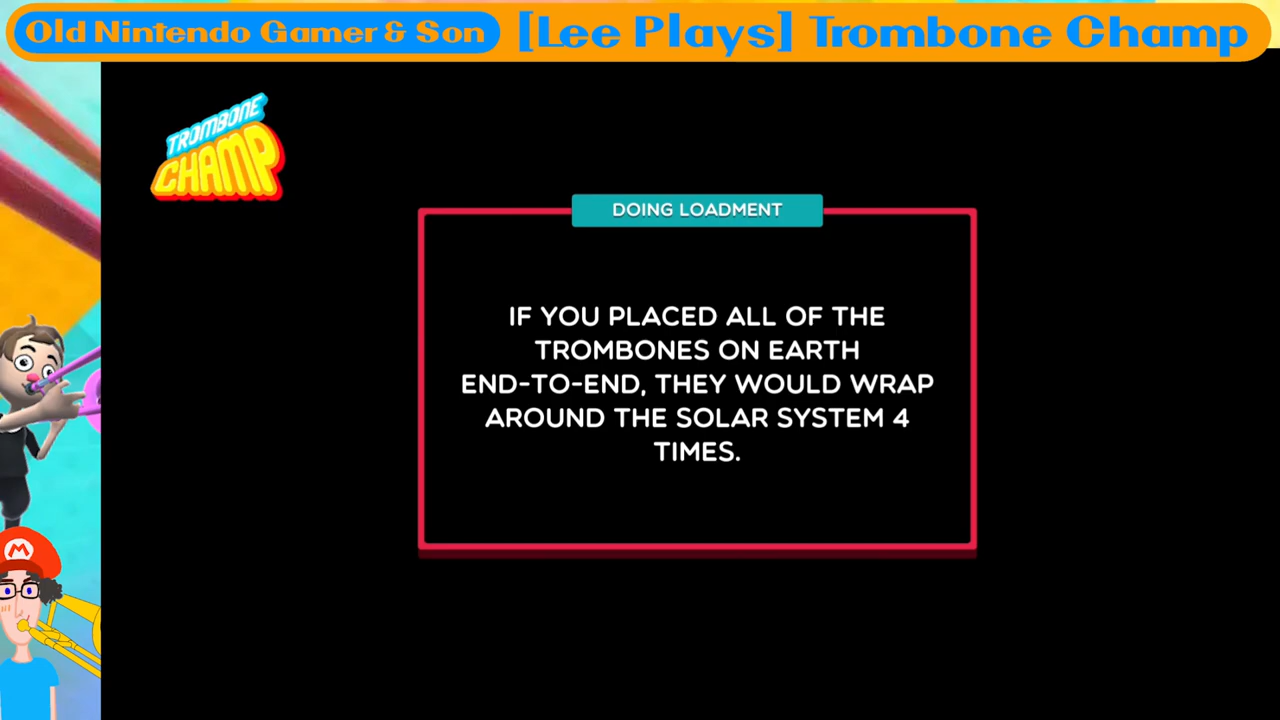 Old Nintendo Gamer & Son [Lee Plays] Trombone Champ
TROMBONE
CHAMP
DOING LOADMENT
IF YOU PLACED ALL OF THE
TROMBONES ON EARTH
END-TO-END, THEY WOULD WRAP
AROUND THE SOLAR SYSTEM 4
TIMES.
M